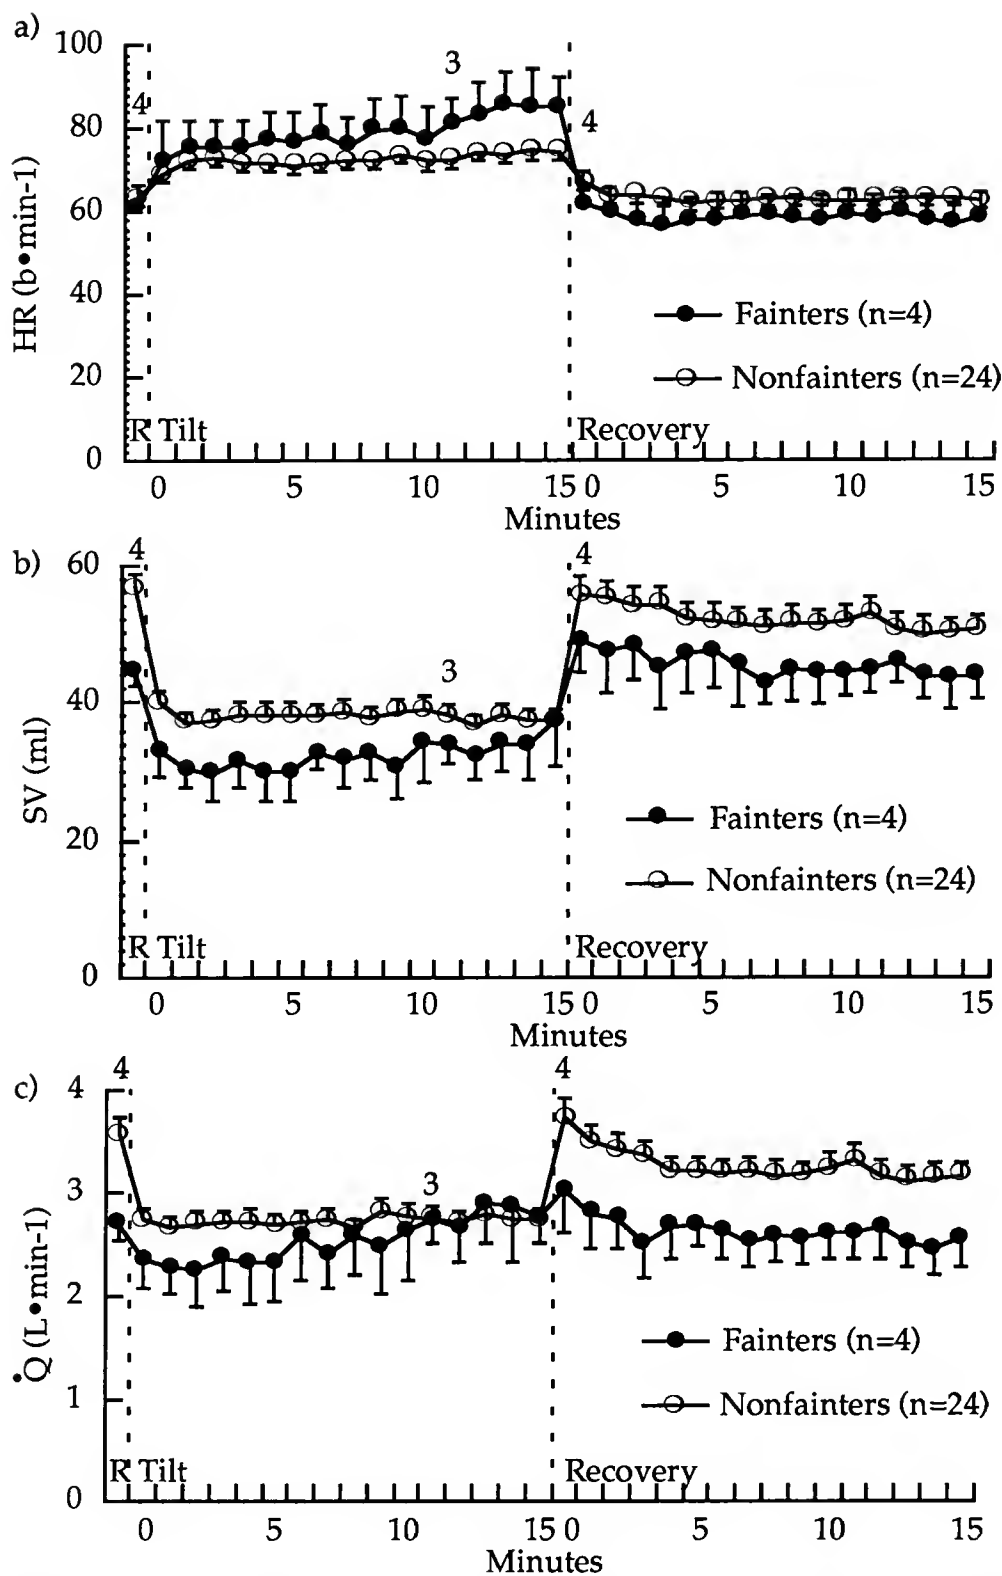 a)
100
80
60
40
20
0
HR (b•min-1)
4
3
4
Fainters (n=4)
Nonfainters (n=24)
R Tilt
Recovery
0 5 10 15 0 5 10 15
Minutes
b)
60
40
20
0
SV (ml)
4
3
4
Fainters (n=4)
Nonfainters (n=24)
R Tilt
Recovery
0 5 10 15 0 5 10 15
Minutes
c)
4
3
2
1
0
Q̇ (L•min-1)
4
3
4
Fainters (n=4)
Nonfainters (n=24)
R Tilt
Recovery
0 5 10 15 0 5 10 15
Minutes